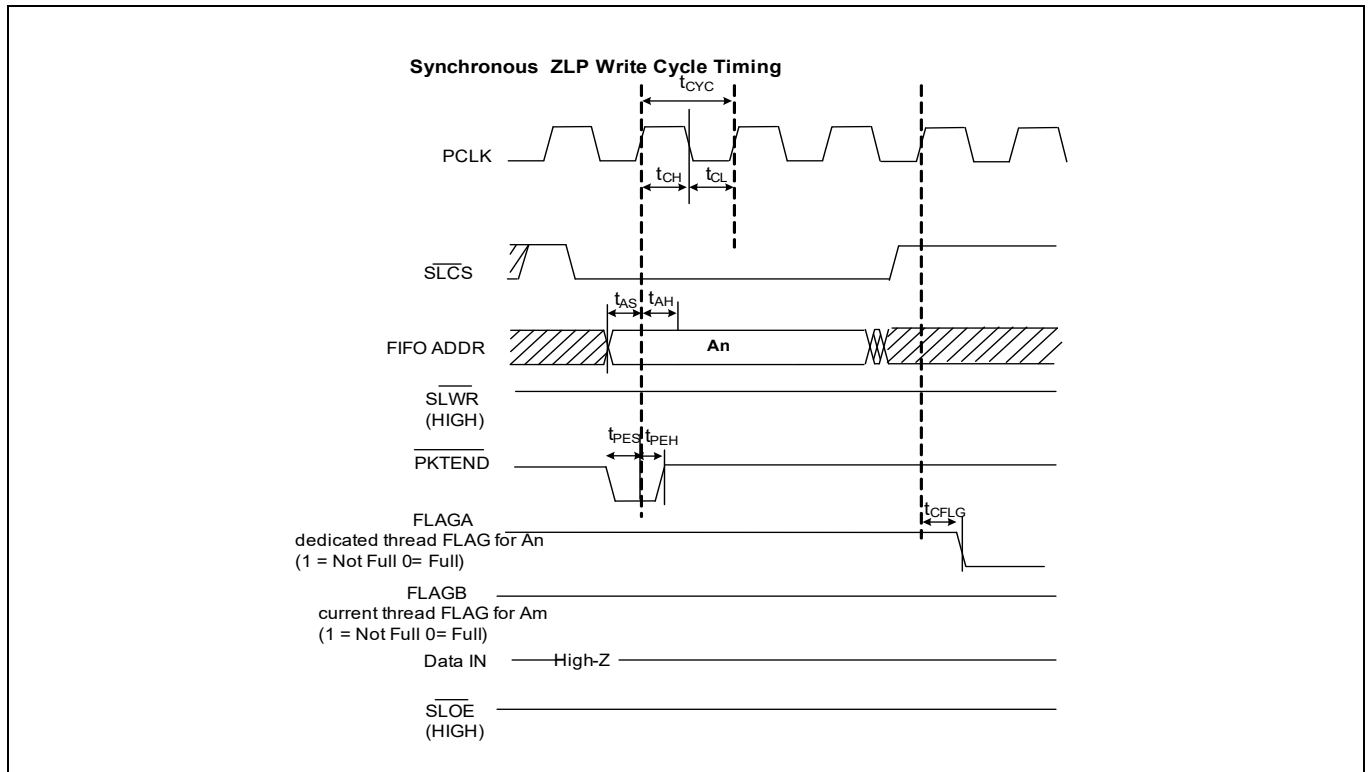 Synchronous ZLP Write Cycle Timing
tCYC
PCLK
tCH
tCL
SLCS
tAS
tAH
FIFO ADDR
An
SLWR
(HIGH)
tPES
tPEH
PKTEND
tCFLG
FLAGA
dedicated thread FLAG for An
(1 = Not Full 0= Full)
FLAGB
current thread FLAG for Am
(1 = Not Full 0= Full)
Data IN
High-Z
SLOE
(HIGH)